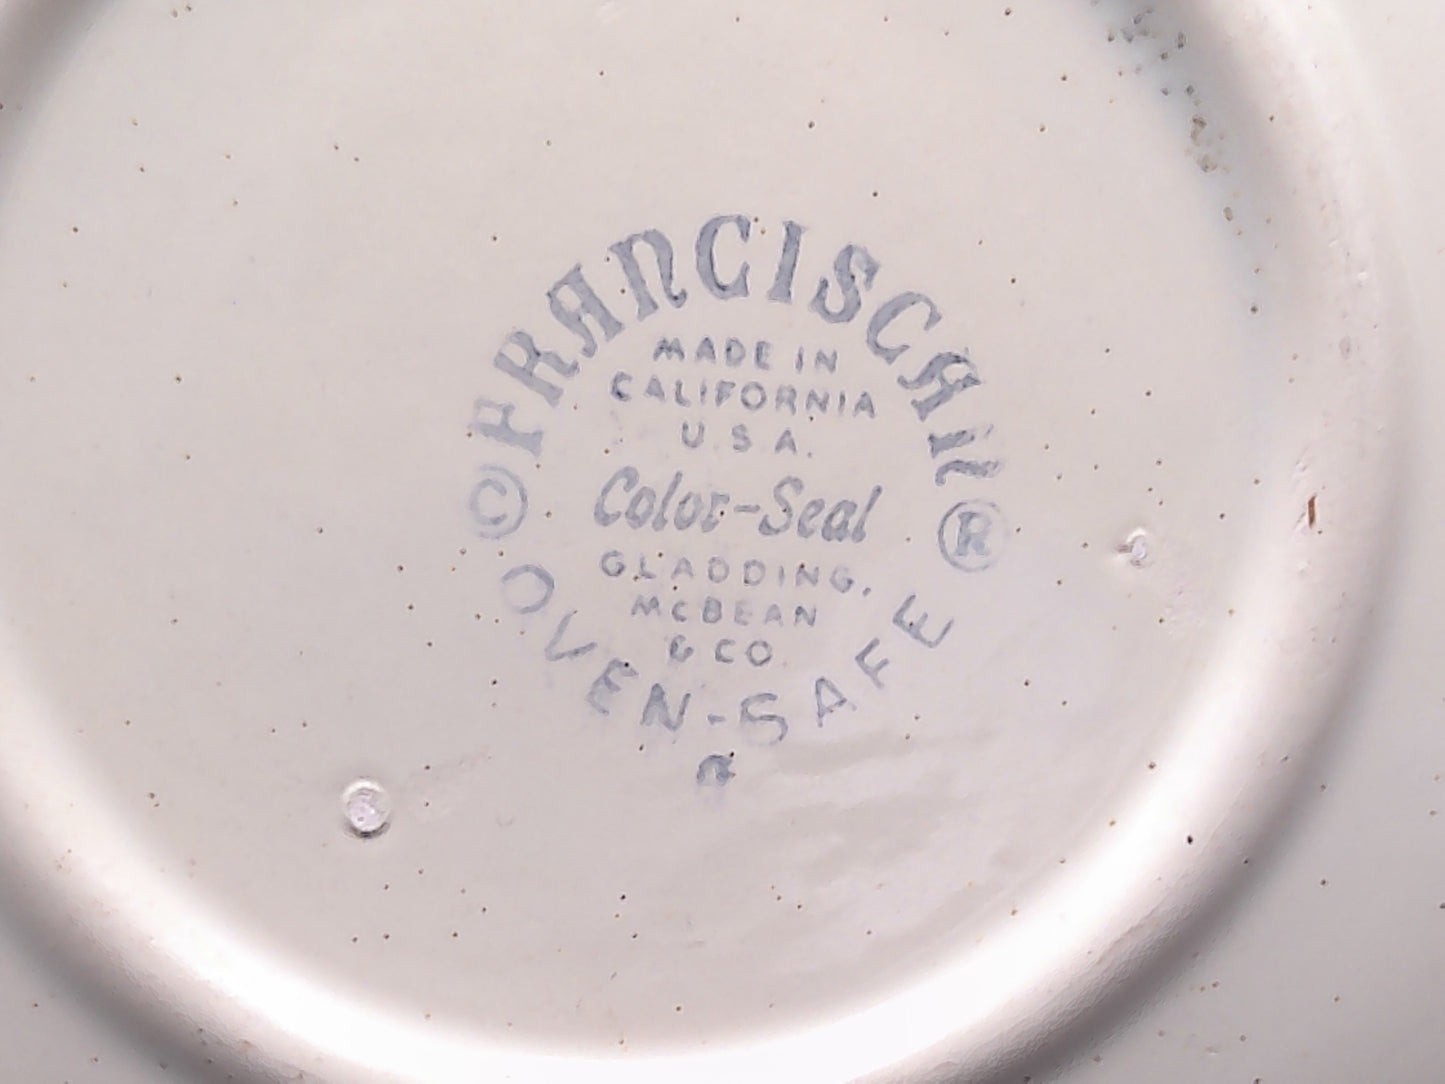 © FRANCISCAN ®
MADE IN
CALIFORNIA
U.S.A.
Color-Seal
GLADDING,
McBEAN
& CO.
OVEN-SAFE